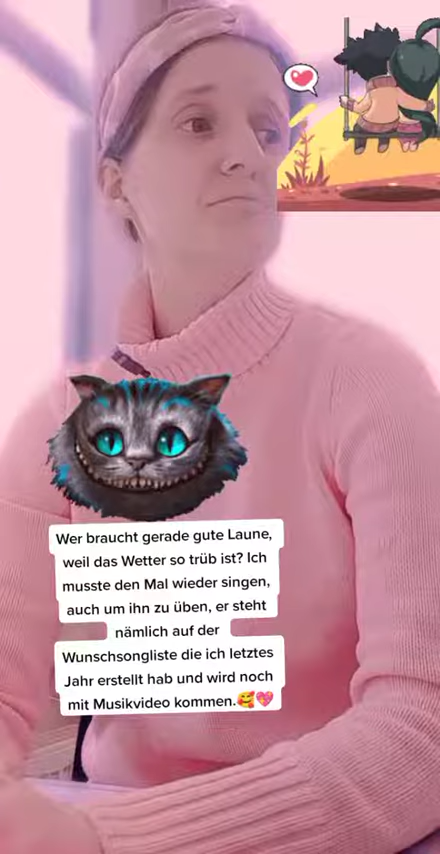 Wer braucht gerade gute Laune,
weil das Wetter so trüb ist? Ich
musste den Mal wieder singen,
auch um ihn zu üben, er steht
nämlich auf der
Wunschsongliste die ich letztes
Jahr erstellt hab und wird noch
mit Musikvideo kommen.🥰💖